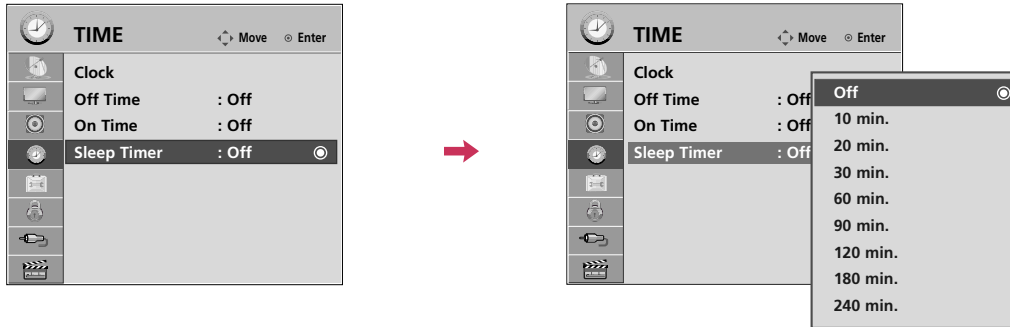 TIME Move Enter
Clock
Off Time : Off
On Time : Off
Sleep Timer : Off
TIME Move Enter
Clock
Off Time : Off
On Time : Off
Sleep Timer : Off
Off
10 min.
20 min.
30 min.
60 min.
90 min.
120 min.
180 min.
240 min.